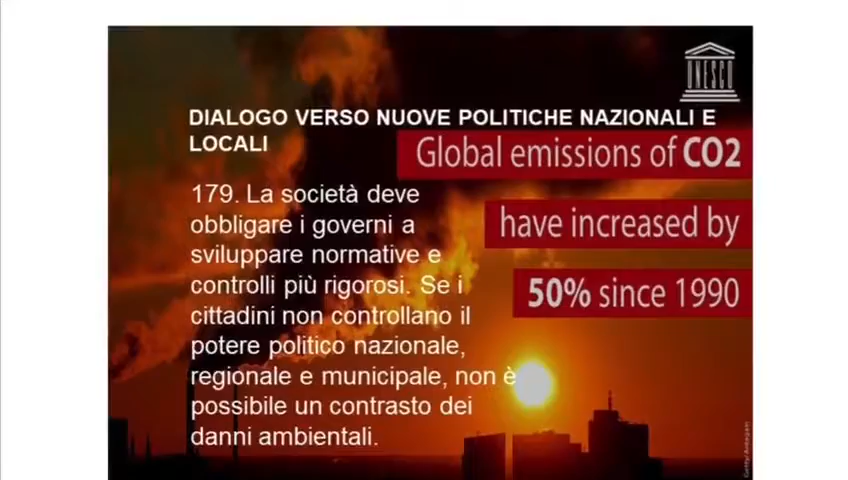 UNESCO
DIALOGO VERSO NUOVE POLITICHE NAZIONALI E
LOCALI
Global emissions of CO2
have increased by
50% since 1990
179. La società deve
obbligare i governi a
sviluppare normative e
controlli più rigorosi. Se i
cittadini non controllano il
potere politico nazionale,
regionale e municipale, non è
possibile un contrasto dei
danni ambientali.